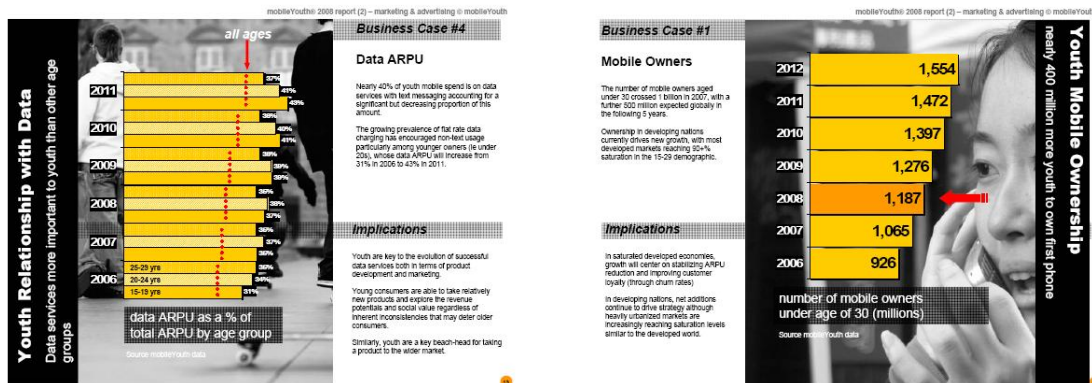 mobileYouth® 2008 report (2) – marketing & advertising © mobileYouth
Youth Relationship with Data
Data services more important to youth than other age
groups
all ages
37%
2011
41%
43%
38%
2010
40%
41%
38%
2009
39%
39%
36%
2008
38%
37%
36%
2007
37%
36%
25-29 yrs
2006
20-24 yrs
34%
15-19 yrs
31%
data ARPU as a % of
total ARPU by age group
Source mobileYouth data
Business Case #4
Data ARPU
Nearly 40% of youth mobile spend is on data
services with text messaging accounting for a
significant but decreasing proportion of this
amount.
The growing prevalence of flat rate data
charging has encouraged non-text usage
particularly among younger owners (ie under
20s), whose data ARPU will increase from
31% in 2006 to 43% in 2011.
Implications
Youth are key to the evolution of successful
data services both in terms of product
development and marketing.
Young consumers are able to take relatively
new products and explore the revenue
potentials and social value regardless of
inherent inconsistencies that may deter older
consumers.
Similarly, youth are a key beach-head for taking
a product to the wider market.
mobileYouth® 2008 report (2) – marketing & advertising © mobileYout
Business Case #1
Mobile Owners
The number of mobile owners aged
under 30 crossed 1 billion in 2007, with a
further 500 million expected globally in
the following 5 years.
Ownership in developing nations
currently drives new growth, with most
developed markets reaching 90+%
saturation in the 15-29 demographic.
Implications
In saturated developed economies,
growth will center on stabilizing ARPU
reduction and improving customer
loyalty (through churn rates)
In developing nations, net additions
continue to drive strategy although
heavily urbanized markets are
increasingly reaching saturation levels
similar to the developed world.
2012
1,554
2011
1,472
2010
1,397
2009
1,276
2008
1,187
2007
1,065
2006
926
number of mobile owners
under age of 30 (millions)
Source mobileYouth data
Youth Mobile Ownership
nearly 400 million more youth to own first phone